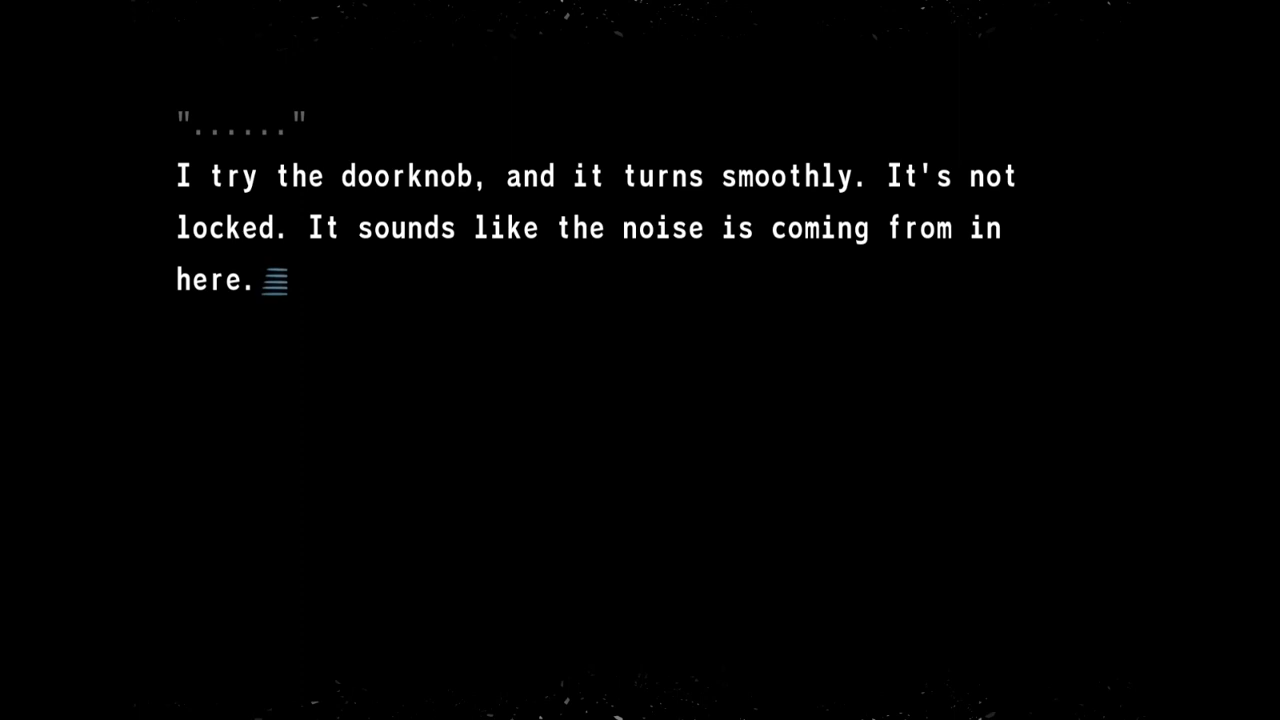 "......"
I try the doorknob, and it turns smoothly. It's not
locked. It sounds like the noise is coming from in
here.